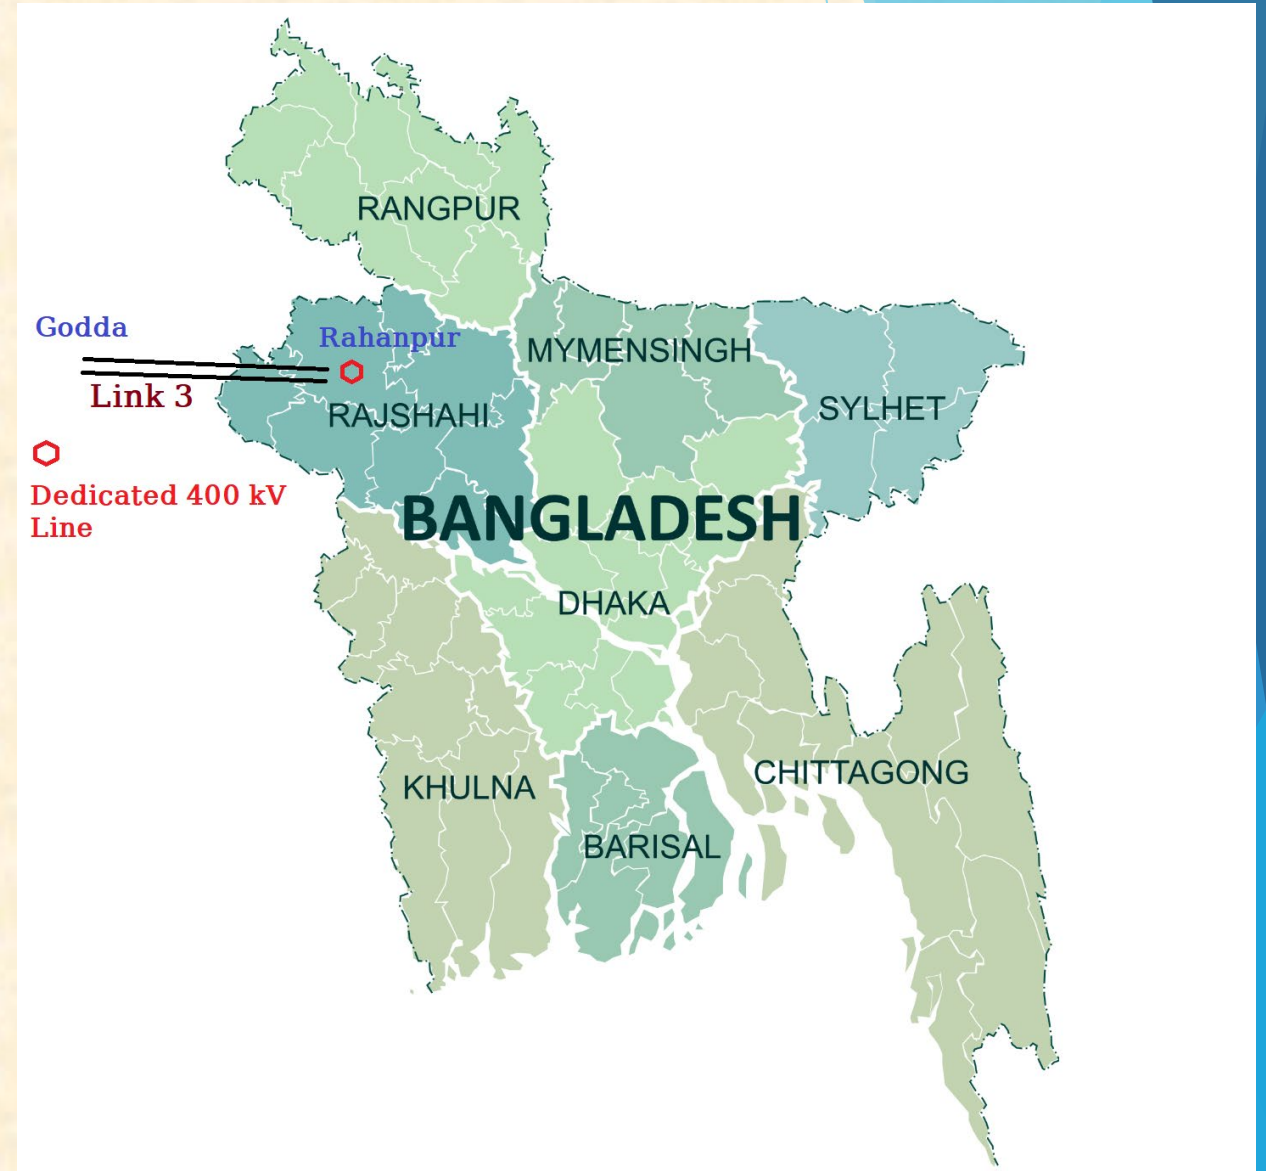 RANGPUR
Godda
Rahanpur
MYMENSINGH
Link 3
RAJSHAHI
SYLHET
Dedicated 400 kV
Line
BANGLADESH
DHAKA
CHITTAGONG
KHULNA
BARISAL